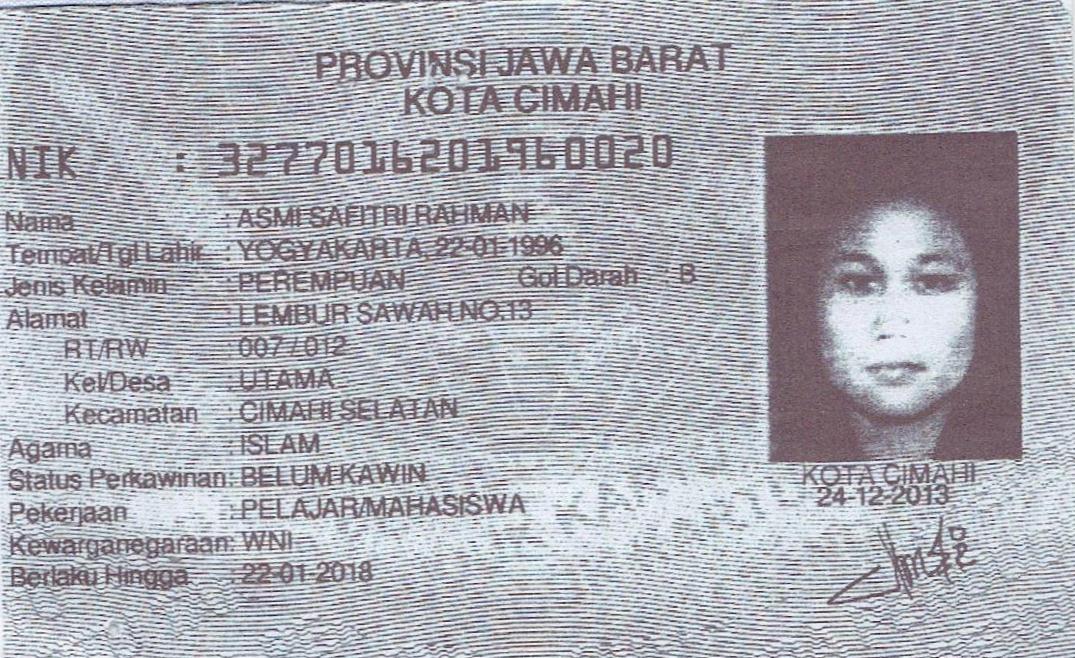 PROVINSI JAWA BARAT
KOTA CIMAHI
NIK : 3277016201960020
Nama : ASMI SAFITRI RAHMAN
Tempat/Tgl Lahir : YOGYAKARTA, 22-01-1996
Jenis Kelamin : PEREMPUAN Gol Darah : B
Alamat : LEMBUR SAWAH NO.13
RT/RW : 007 / 012
Kel/Desa : UTAMA
Kecamatan : CIMAHI SELATAN
Agama : ISLAM
Status Perkawinan: BELUM KAWIN
Pekerjaan : PELAJAR/MAHASISWA
Kewarganegaraan: WNI
Berlaku Hingga : 22-01-2018
KOTA CIMAHI
24-12-2013